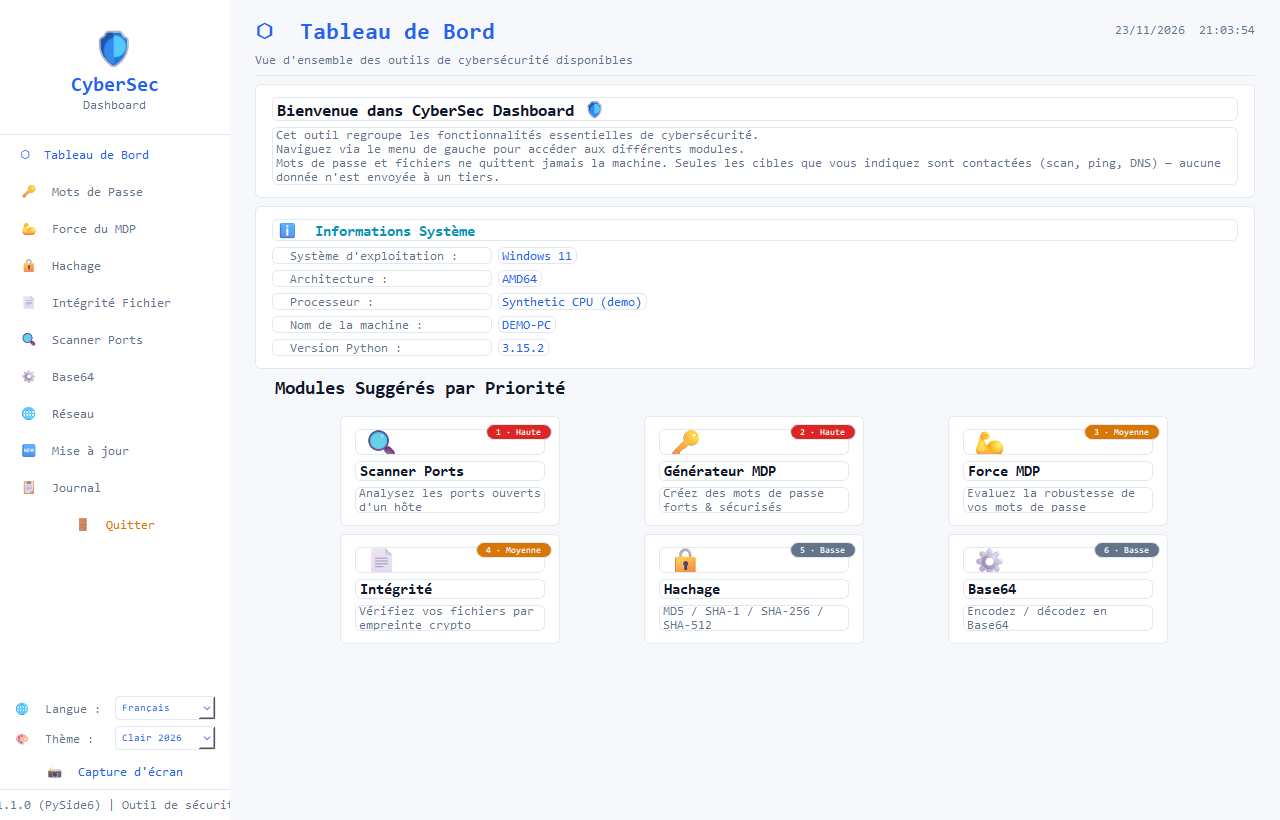 CyberSec
Dashboard
Tableau de Bord
Mots de Passe
Force du MDP
Hachage
Intégrité Fichier
Scanner Ports
Base64
Réseau
Mise à jour
Journal
Quitter
Langue :
Français
Thème :
Clair 2026
Capture d'écran
.1.0 (PySide6) | Outil de sécurit
Tableau de Bord
23/11/2026 21:03:54
Vue d'ensemble des outils de cybersécurité disponibles
Bienvenue dans CyberSec Dashboard
Cet outil regroupe les fonctionnalités essentielles de cybersécurité.
Naviguez via le menu de gauche pour accéder aux différents modules.
Mots de passe et fichiers ne quittent jamais la machine. Seules les cibles que vous indiquez sont contactées (scan, ping, DNS) — aucune
donnée n'est envoyée à un tiers.
Informations Système
Système d'exploitation : Windows 11
Architecture : AMD64
Processeur : Synthetic CPU (demo)
Nom de la machine : DEMO-PC
Version Python : 3.15.2
Modules Suggérés par Priorité
1 · Haute
Scanner Ports
Analysez les ports ouverts
d'un hôte
2 · Haute
Générateur MDP
Créez des mots de passe
forts & sécurisés
3 · Moyenne
Force MDP
Evaluez la robustesse de
vos mots de passe
4 · Moyenne
Intégrité
Vérifiez vos fichiers par
empreinte crypto
5 · Basse
Hachage
MD5 / SHA-1 / SHA-256 /
SHA-512
6 · Basse
Base64
Encodez / décodez en
Base64